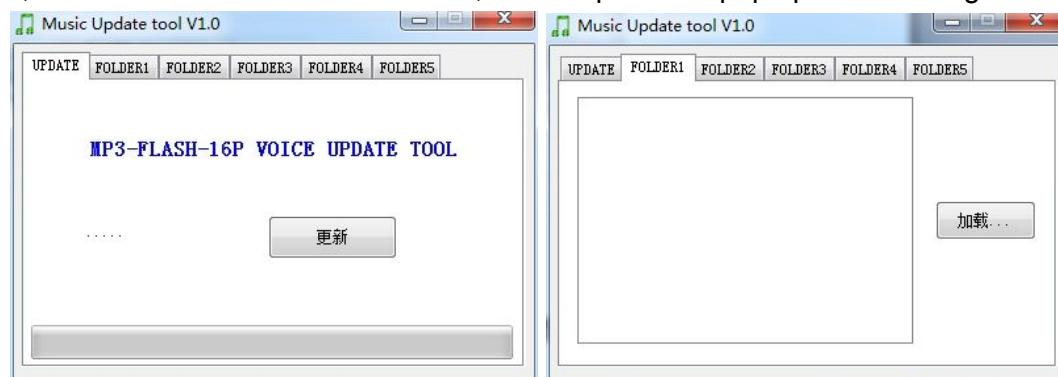 Music Update tool V1.0
UPDATE FOLDER1 FOLDER2 FOLDER3 FOLDER4 FOLDER5
MP3-FLASH-16P VOICE UPDATE TOOL
.....
更新
Music Update tool V1.0
UPDATE FOLDER1 FOLDER2 FOLDER3 FOLDER4 FOLDER5
加载...